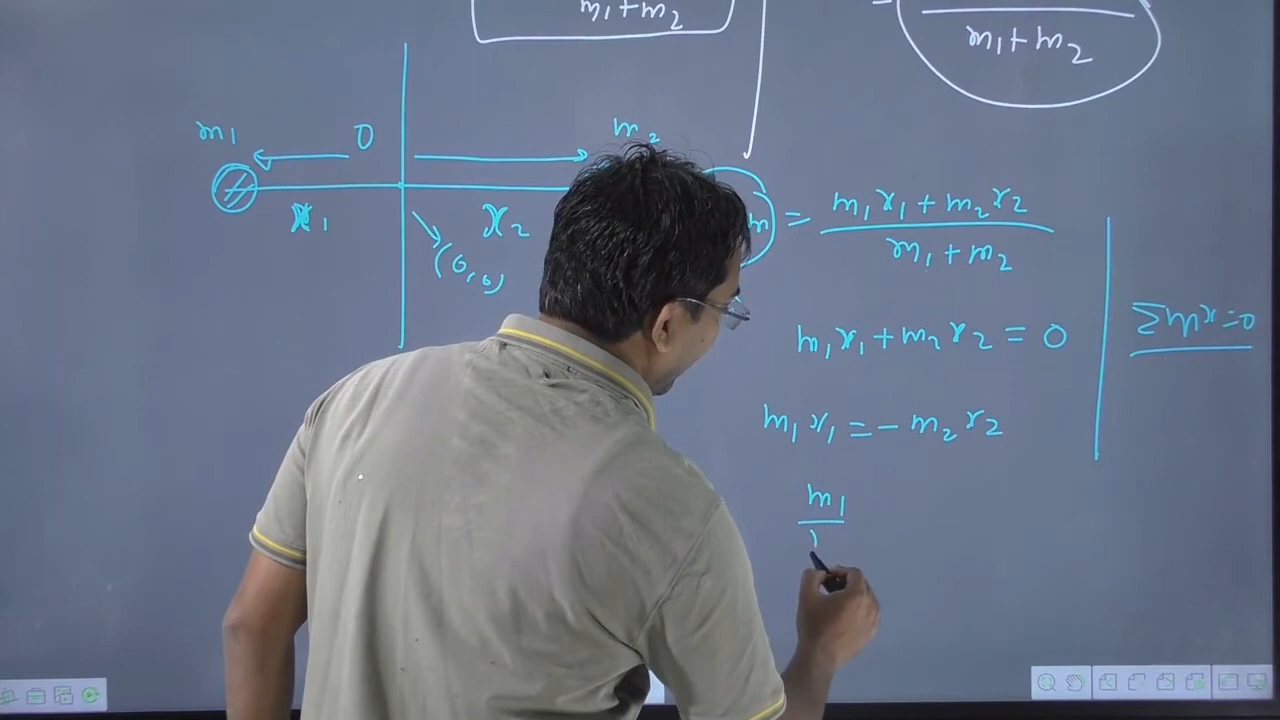 m₁+m₂
=
m₁+m₂
m₁ 0 m₂
x₁ x₂
(0,0)
m = m₁x₁+m₂x₂
m₁+m₂
Σmx=0
m₁x₁+m₂x₂ = 0
m₁x₁ = - m₂x₂
m₁